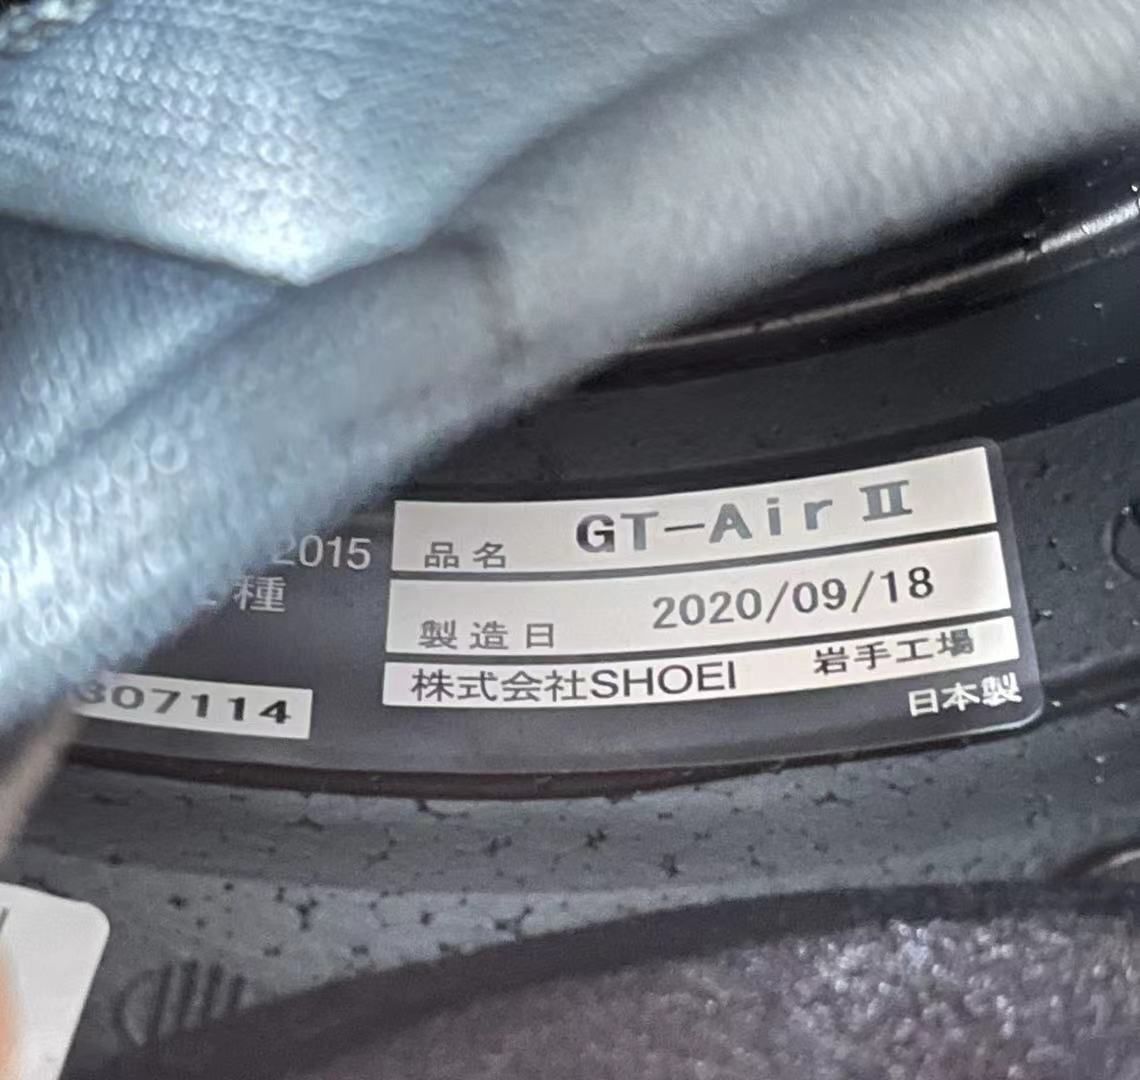 2015
種
307114
品名 GT-Air II
製造日 2020/09/18
株式会社SHOEI 岩手工場
日本製